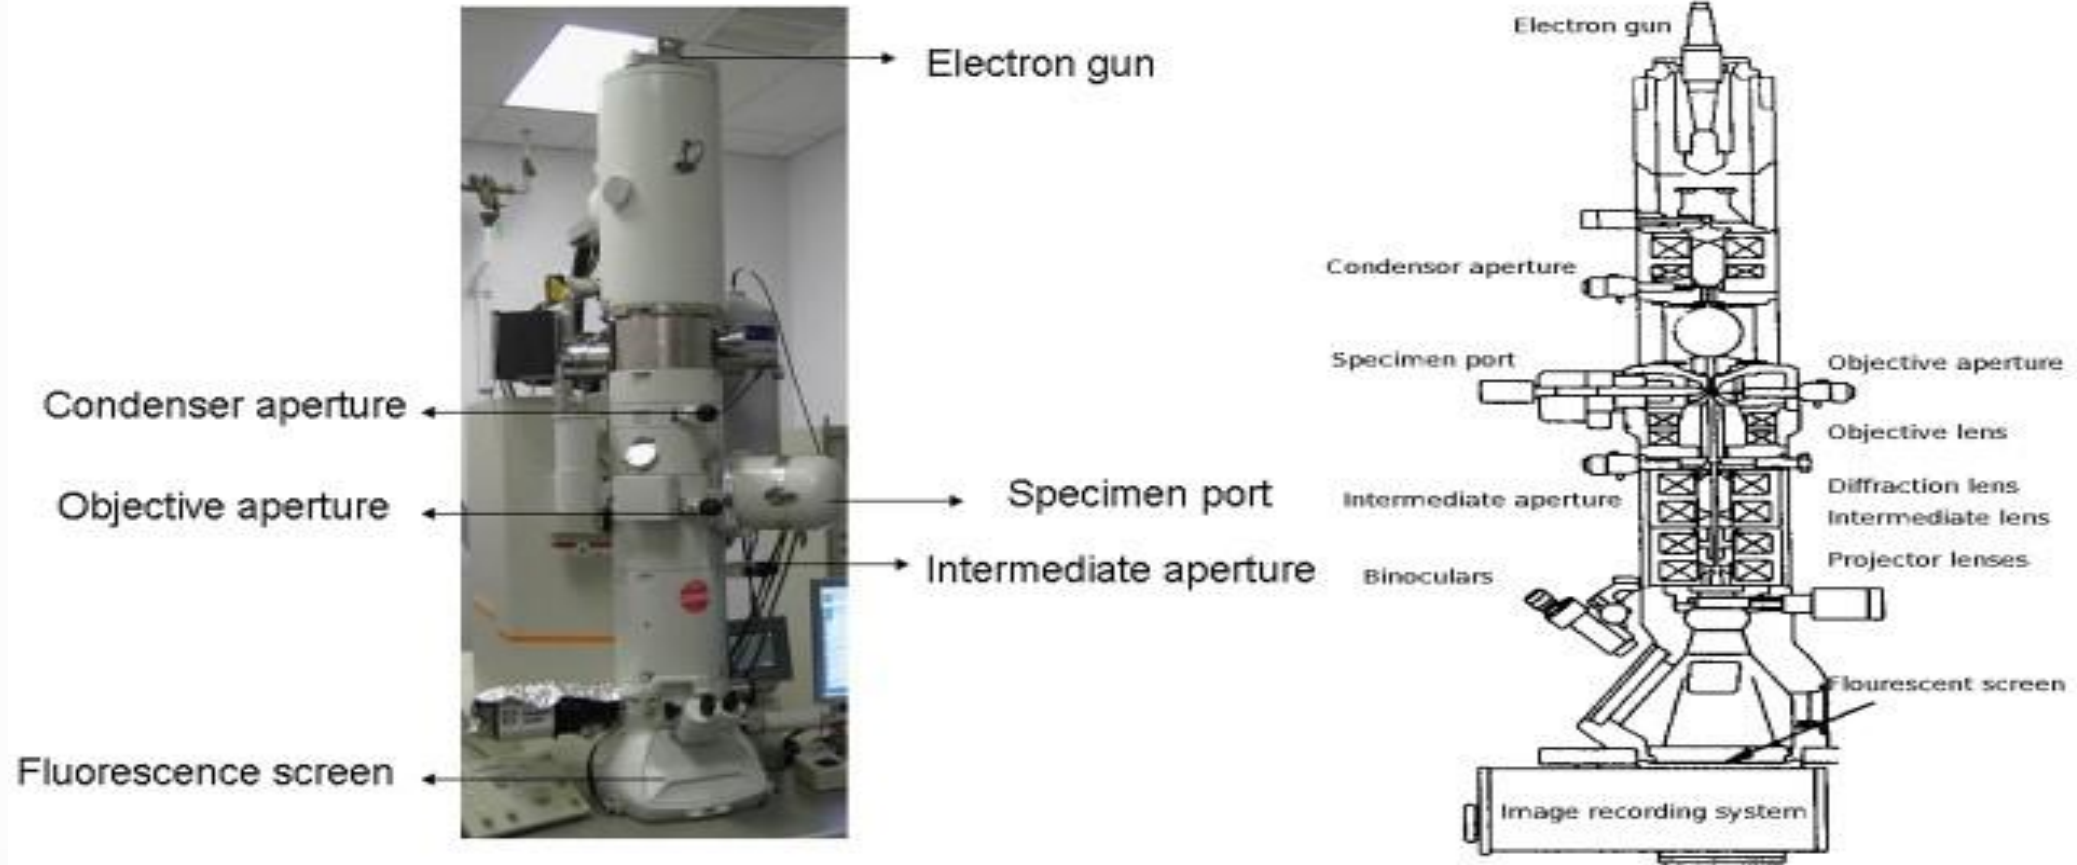 Electron gun
Condenser aperture
Objective aperture
Specimen port
Intermediate aperture
Fluorescence screen
Electron gun
Condensor aperture
Specimen port
Objective aperture
Objective lens
Intermediate aperture
Diffraction lens
Intermediate lens
Projector lenses
Binoculars
Flourescent screen
Image recording system